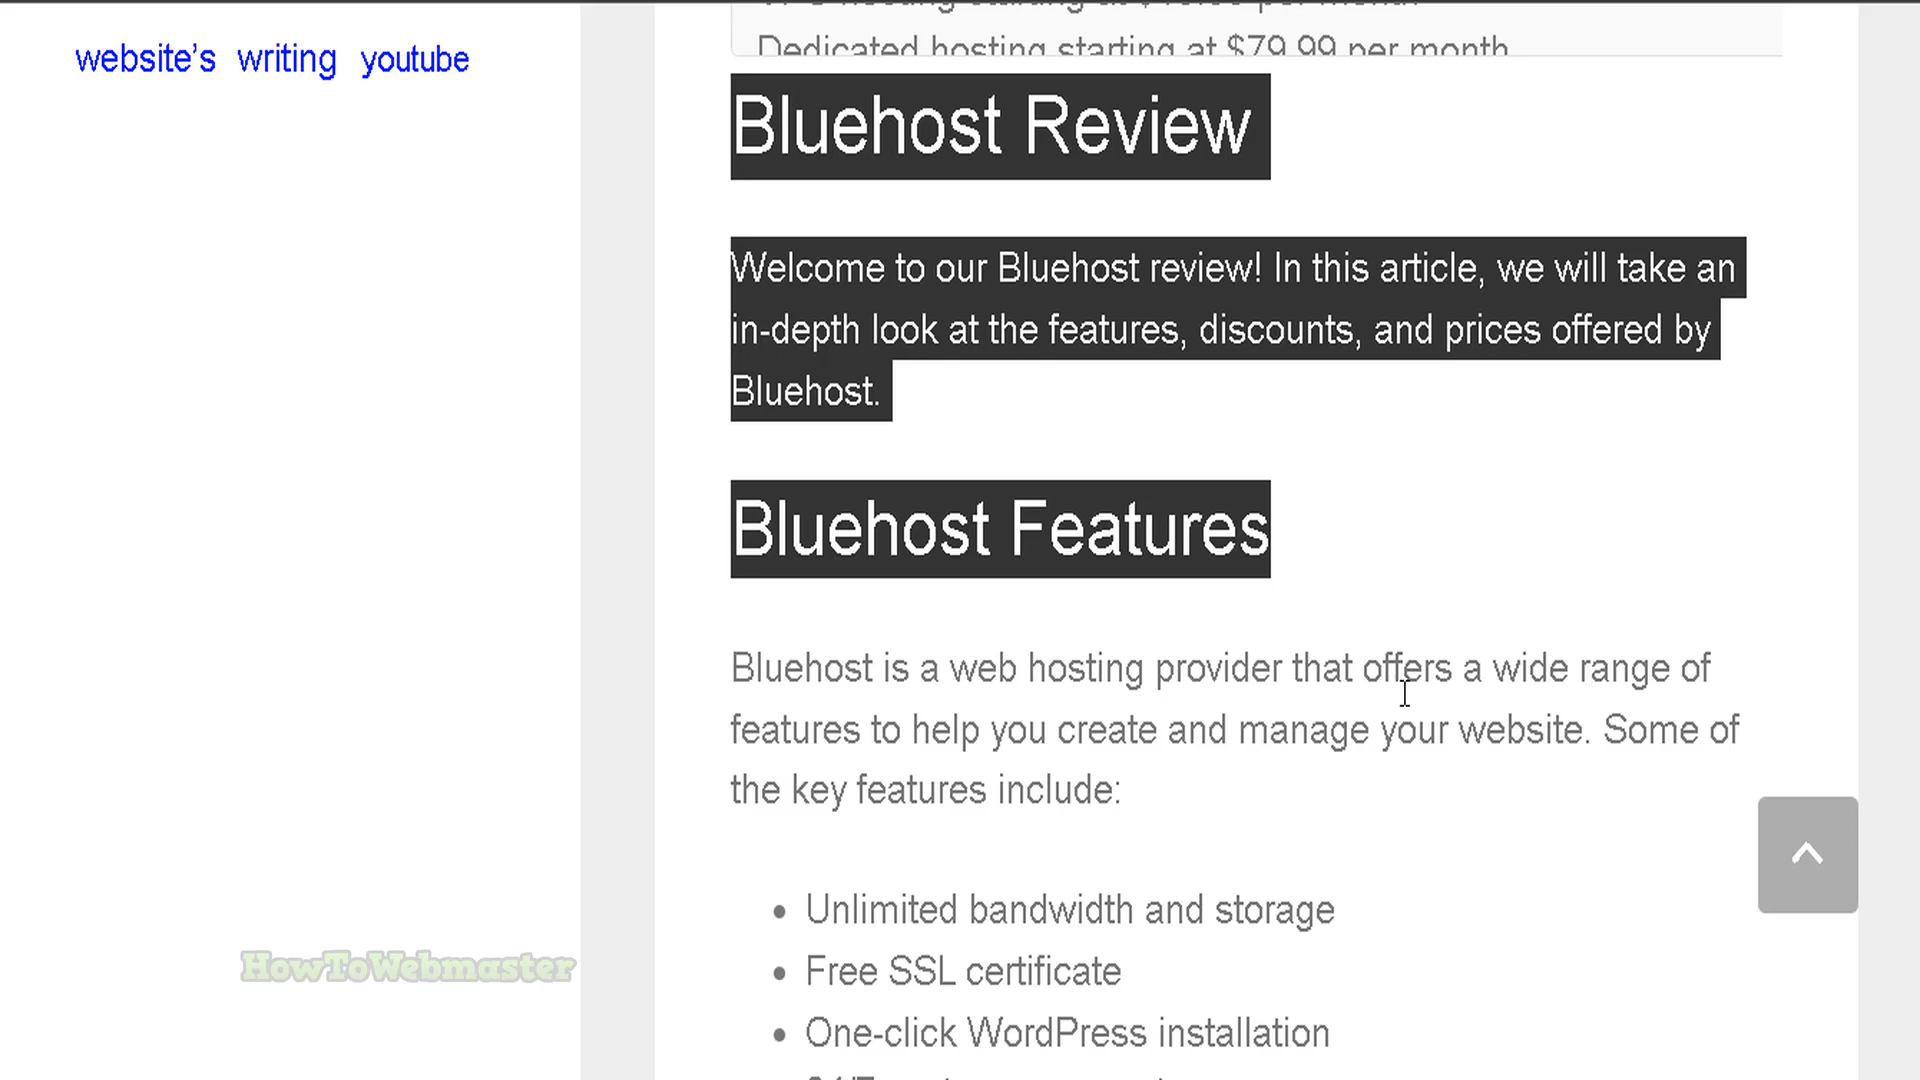 website’s writing youtube
Dedicated hosting starting at $79.99 per month
Bluehost Review
Welcome to our Bluehost review! In this article, we will take an
in-depth look at the features, discounts, and prices offered by
Bluehost.
Bluehost Features
Bluehost is a web hosting provider that offers a wide range of
features to help you create and manage your website. Some of
the key features include:
• Unlimited bandwidth and storage
• Free SSL certificate
• One-click WordPress installation
HowToWebmaster